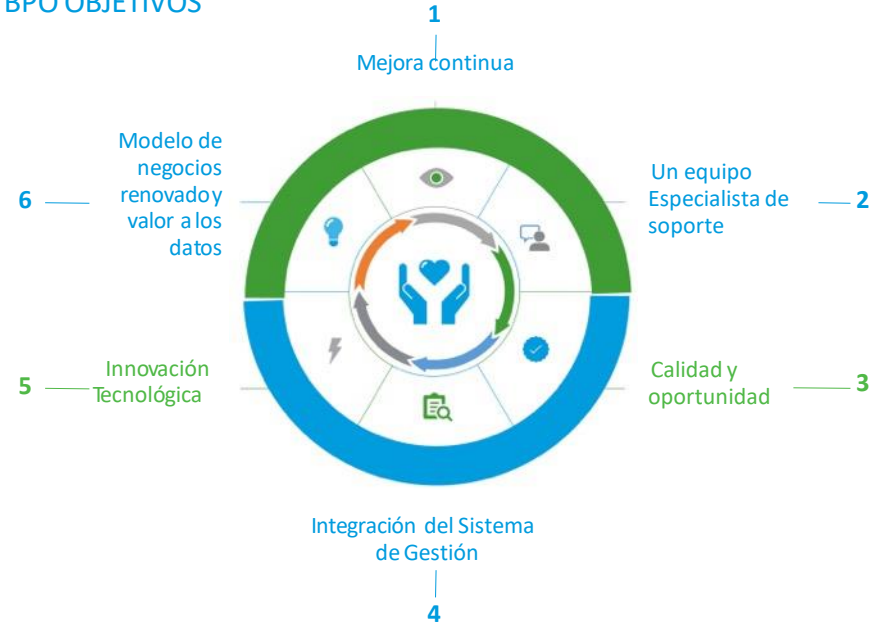 BPO OBJETIVOS
1
Mejora continua
Un equipo
Especialista de
soporte
2
Calidad y
oportunidad
3
Integración del Sistema
de Gestión
4
Innovación
Tecnológica
5
Modelo de
negocios
renovado y
valor a los
datos
6